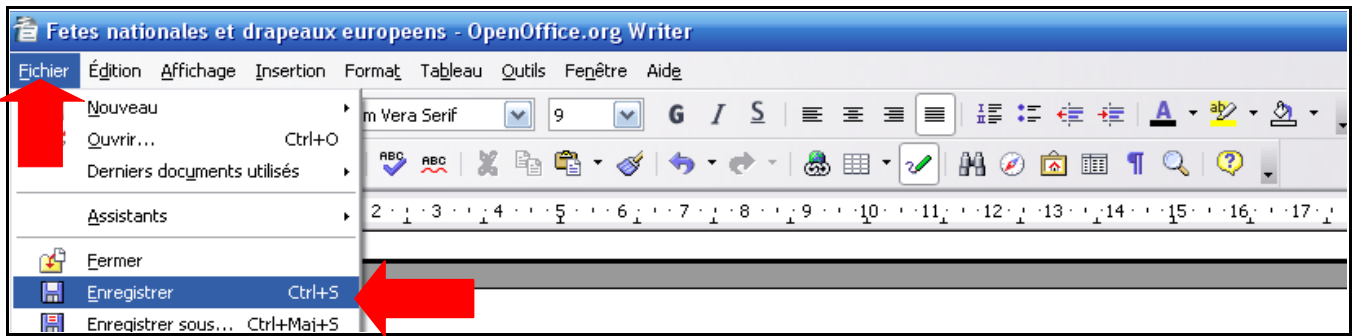 Fetes nationales et drapeaux europeens - OpenOffice.org Writer
Fichier Édition Affichage Insertion Format Tableau Outils Fenêtre Aide
Nouveau
m Vera Serif 9 G I S A
Ouvrir... Ctrl+O
ABC ABC
Derniers documents utilisés
Assistants
2 3 4 5 6 7 8 9 10 11 12 13 14 15 16 17
Fermer
Enregistrer Ctrl+S
Enregistrer sous... Ctrl+Maj+S